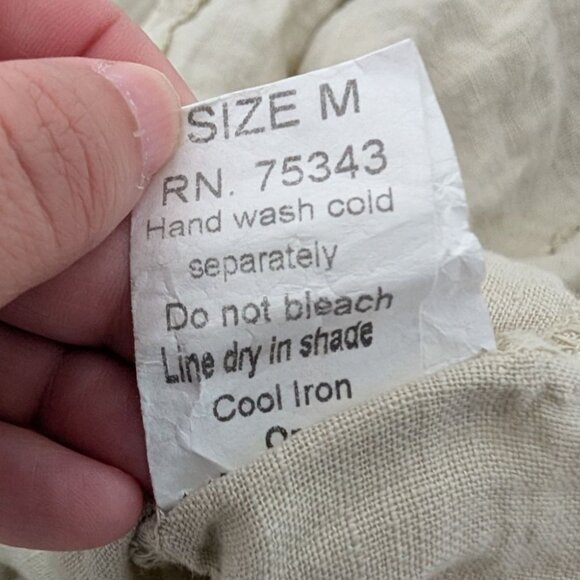 SIZE M
RN. 75343
Hand wash cold
separately
Do not bleach
Line dry in shade
Cool Iron